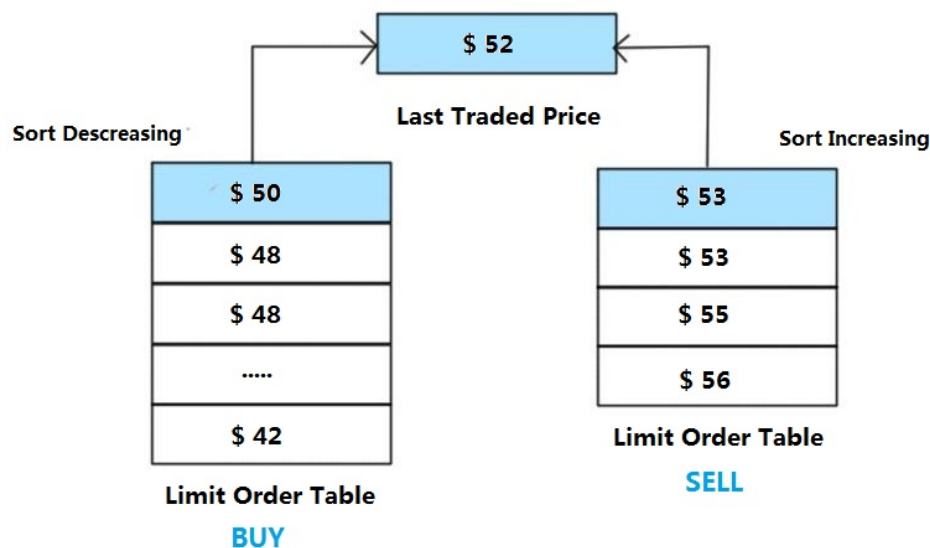 $ 52
Last Traded Price
Sort Descreasing
Sort Increasing
$ 50
$ 48
$ 48
.....
$ 42
Limit Order Table
BUY
$ 53
$ 53
$ 55
$ 56
Limit Order Table
SELL